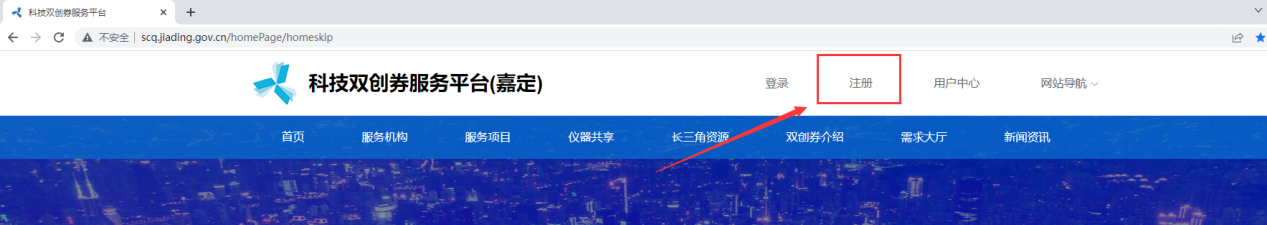 科技双创券服务平台
不安全 scq.jiading.gov.cn/homePage/homeskip
科技双创券服务平台(嘉定) 登录 注册 用户中心 网站导航
首页 服务机构 服务项目 仪器共享 长三角资源 双创券介绍 需求大厅 新闻资讯